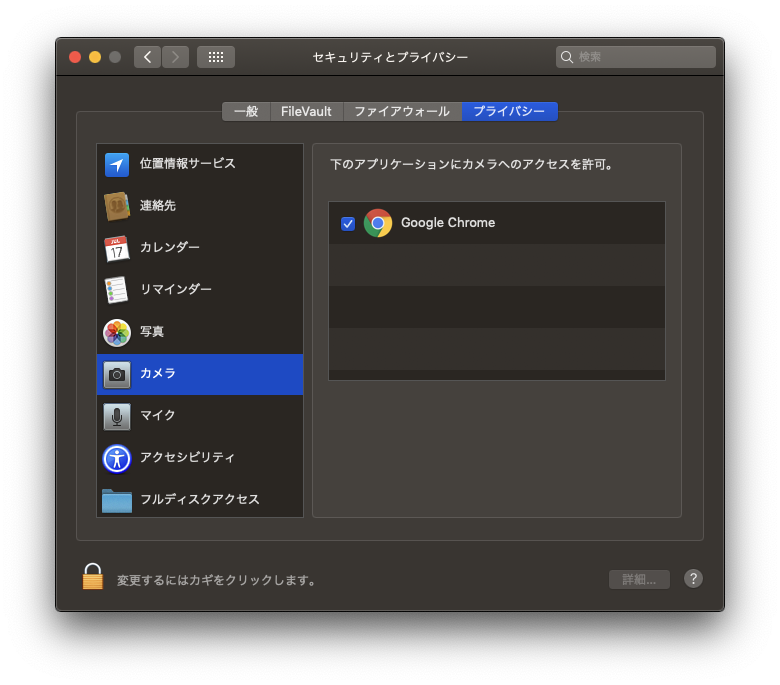 セキュリティとプライバシー
検索
一般
FileVault
ファイアウォール
プライバシー
位置情報サービス
連絡先
JUL
17
カレンダー
リマインダー
写真
カメラ
マイク
アクセシビリティ
フルディスクアクセス
下のアプリケーションにカメラへのアクセスを許可。
Google Chrome
変更するにはカギをクリックします。
詳細...
?